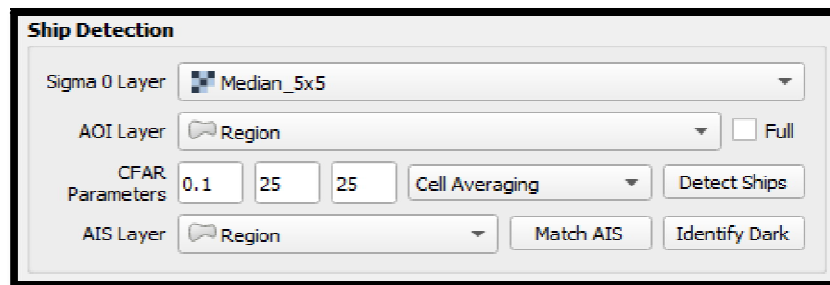 Ship Detection
Sigma 0 Layer Median_5x5
AOI Layer Region Full
CFAR
Parameters 0.1 25 25 Cell Averaging Detect Ships
AIS Layer Region Match AIS Identify Dark